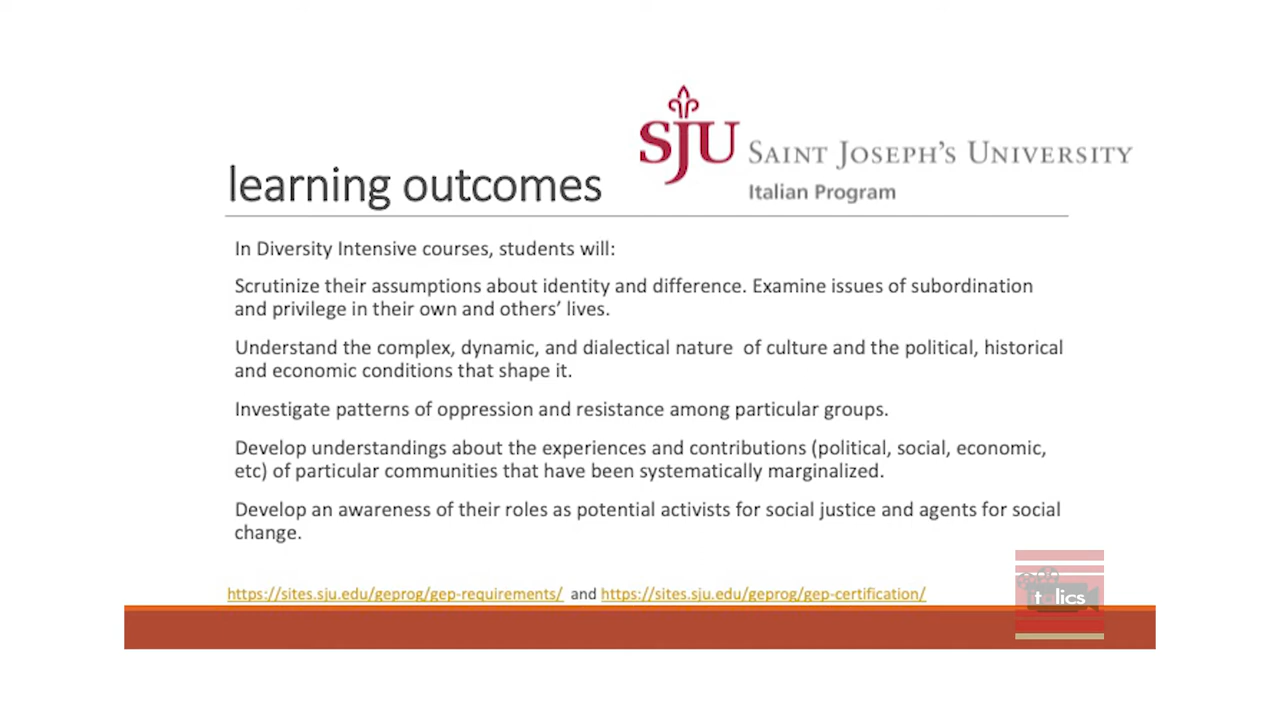 SJU SAINT JOSEPH'S UNIVERSITY
Italian Program
learning outcomes
In Diversity Intensive courses, students will:
Scrutinize their assumptions about identity and difference. Examine issues of subordination
and privilege in their own and others’ lives.
Understand the complex, dynamic, and dialectical nature  of culture and the political, historical
and economic conditions that shape it.
Investigate patterns of oppression and resistance among particular groups.
Develop understandings about the experiences and contributions (political, social, economic,
etc) of particular communities that have been systematically marginalized.
Develop an awareness of their roles as potential activists for social justice and agents for social
change.
https://sites.sju.edu/geprog/gep-requirements/ and https://sites.sju.edu/geprog/gep-certification/
italics